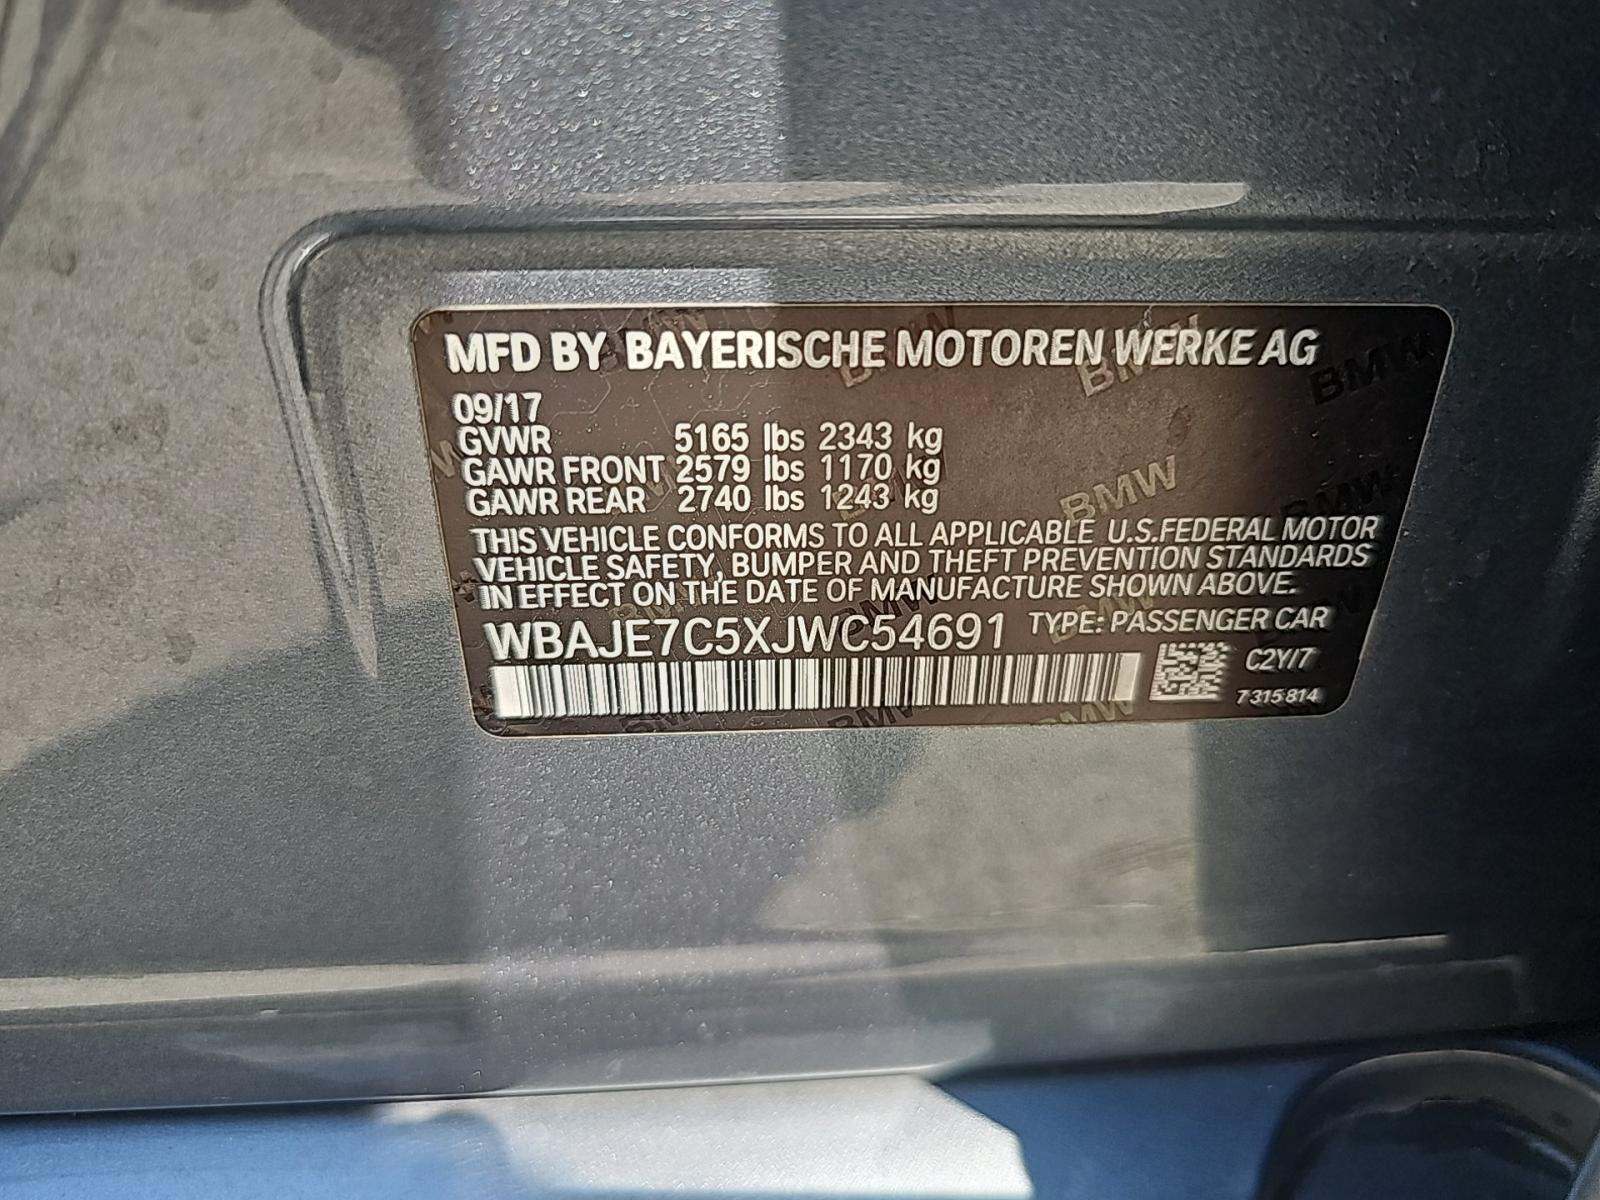 MFD BY BAYERISCHE MOTOREN WERKE AG
09/17
GVWR 5165 lbs 2343 kg
GAWR FRONT 2579 lbs 1170 kg
GAWR REAR 2740 lbs 1243 kg
THIS VEHICLE CONFORMS TO ALL APPLICABLE U.S.FEDERAL MOTOR
VEHICLE SAFETY, BUMPER AND THEFT PREVENTION STANDARDS
IN EFFECT ON THE DATE OF MANUFACTURE SHOWN ABOVE.
WBAJE7C5XJWC54691 TYPE: PASSENGER CAR
C2YI7
7 315 814